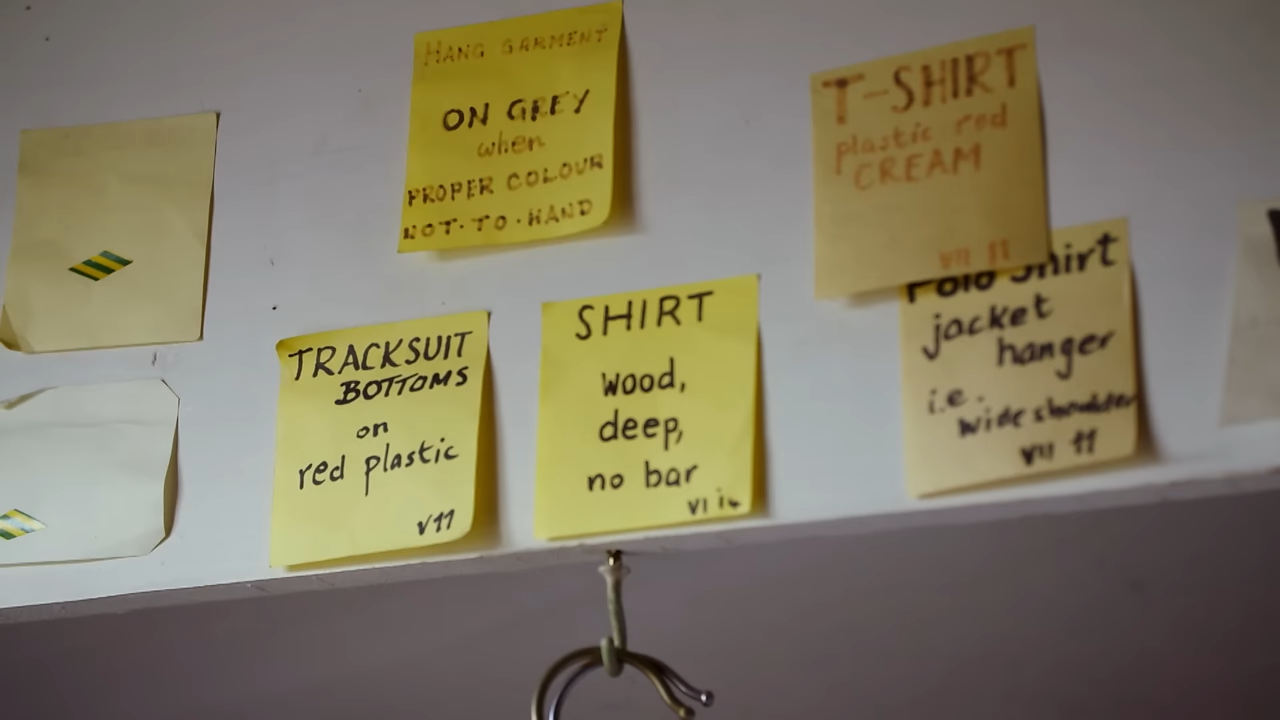 HANG GARMENT
ON GREY
when
PROPER COLOUR
NOT·TO·HAND
T-SHIRT
plastic red
CREAM
VII 11
TRACKSUIT
BOTTOMS
on
red plastic
V11
SHIRT
Wood,
deep,
no bar
Polo Shirt
jacket
hanger
i.e.
wide shoulder
VII 11